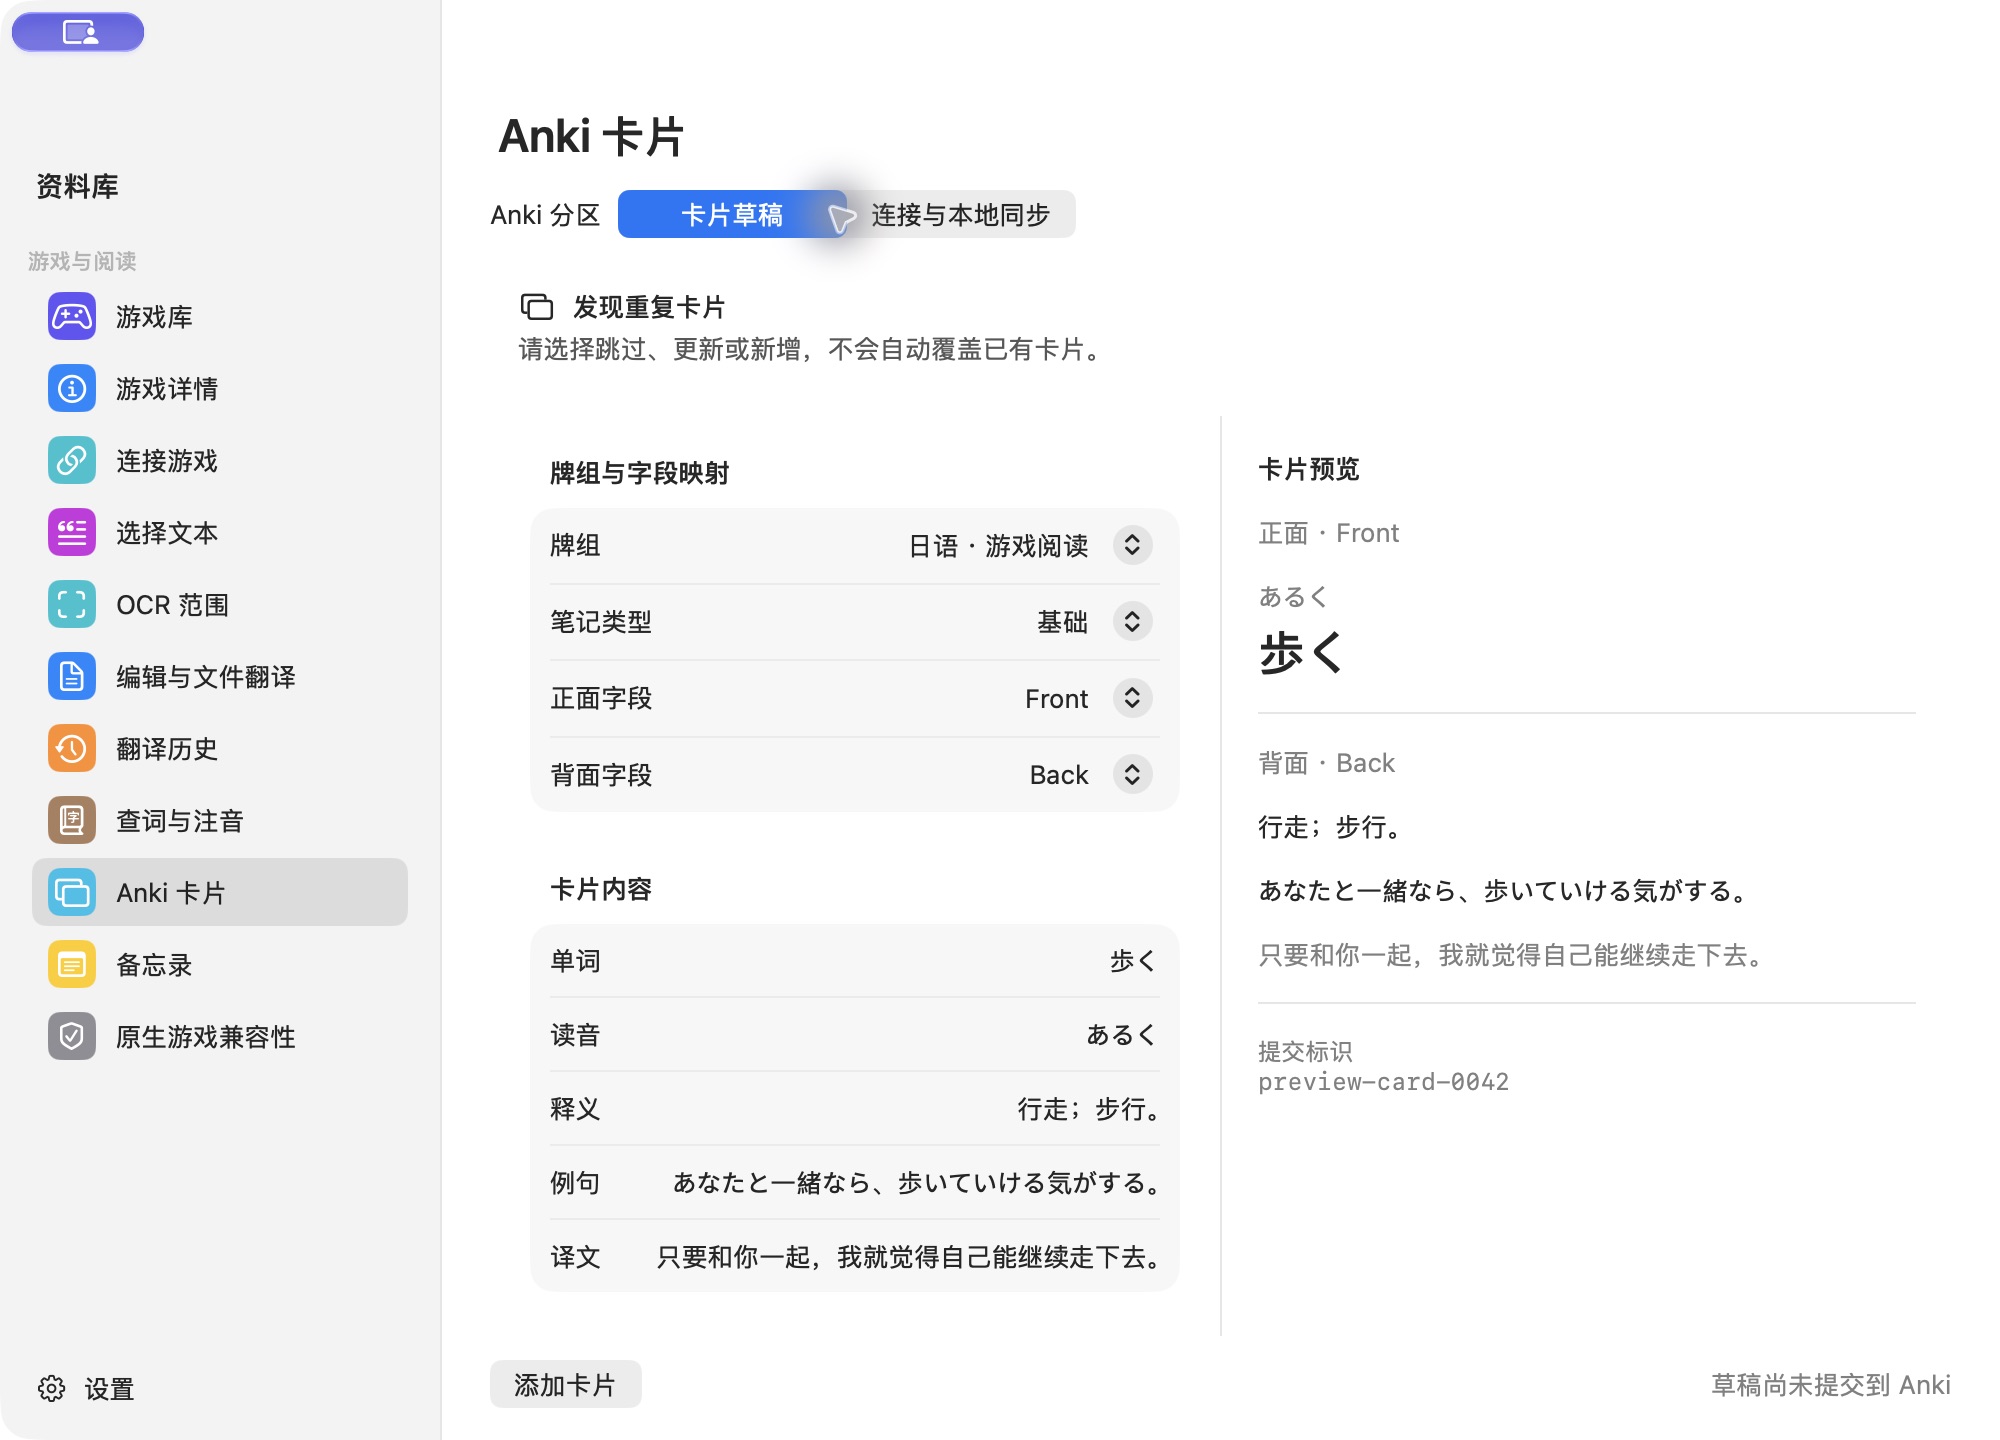 资料库
游戏与阅读
游戏库
游戏详情
连接游戏
选择文本
OCR 范围
编辑与文件翻译
翻译历史
查词与注音
Anki 卡片
备忘录
原生游戏兼容性
设置
Anki 卡片
Anki 分区
卡片草稿
连接与本地同步
发现重复卡片
请选择跳过、更新或新增，不会自动覆盖已有卡片。
牌组与字段映射
牌组 日语 · 游戏阅读
笔记类型 基础
正面字段 Front
背面字段 Back
卡片内容
单词 歩く
读音 あるく
释义 行走；步行。
例句 あなたと一緒なら、歩いていける気がする。
译文 只要和你一起，我就觉得自己能继续走下去。
卡片预览
正面 · Front
あるく
歩く
背面 · Back
行走；步行。
あなたと一緒なら、歩いていける気がする。
只要和你一起，我就觉得自己能继续走下去。
提交标识
preview-card-0042
添加卡片
草稿尚未提交到 Anki